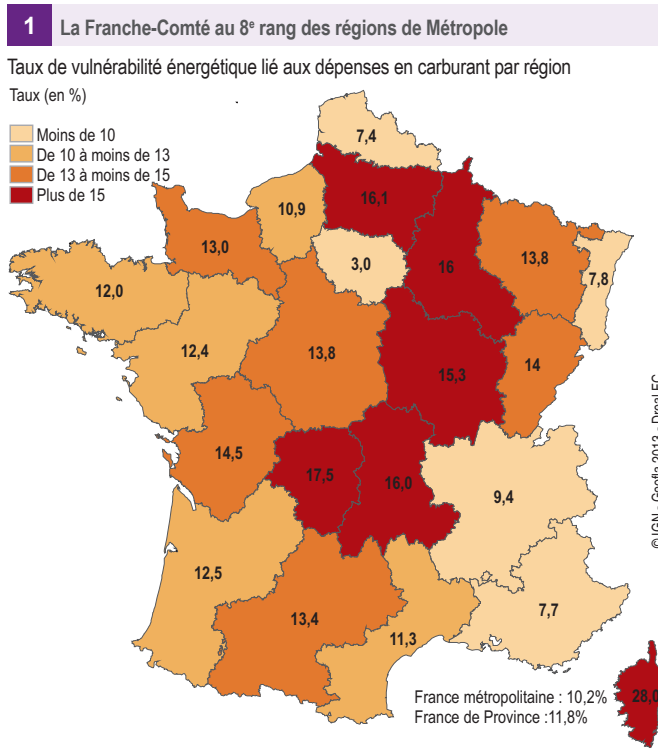 1 La Franche-Comté au 8e rang des régions de Métropole
Taux de vulnérabilité énergétique lié aux dépenses en carburant par région
Taux (en %)
Moins de 10
De 10 à moins de 13
De 13 à moins de 15
Plus de 15
7,4
16,1
10,9
13,0
3,0
16
13,8
7,8
12,0
12,4
13,8
15,3
14
14,5
17,5
16,0
9,4
12,5
13,4
11,3
7,7
28,0
France métropolitaine : 10,2%
France de Province :11,8%